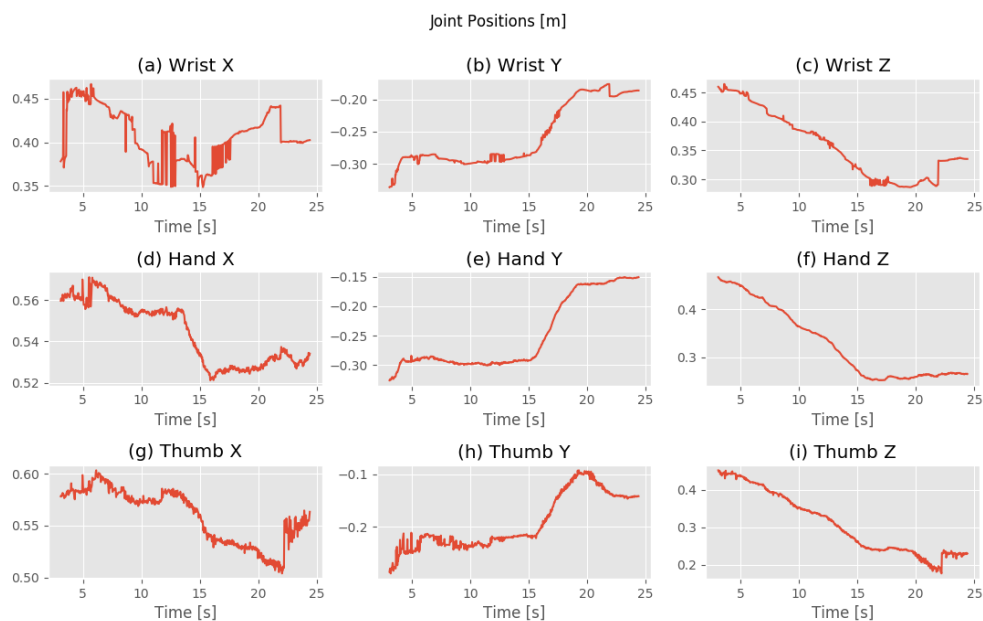 Joint Positions [m]
(a) Wrist X
(b) Wrist Y
(c) Wrist Z
0.45
0.40
0.35
−0.20
−0.25
−0.30
0.45
0.40
0.35
0.30
5 10 15 20 25
5 10 15 20 25
5 10 15 20 25
Time [s]
Time [s]
Time [s]
(d) Hand X
(e) Hand Y
(f) Hand Z
0.56
0.54
0.52
−0.15
−0.20
−0.25
−0.30
0.4
0.3
5 10 15 20 25
5 10 15 20 25
5 10 15 20 25
Time [s]
Time [s]
Time [s]
(g) Thumb X
(h) Thumb Y
(i) Thumb Z
0.60
0.55
0.50
−0.1
−0.2
0.4
0.3
0.2
5 10 15 20 25
5 10 15 20 25
5 10 15 20 25
Time [s]
Time [s]
Time [s]